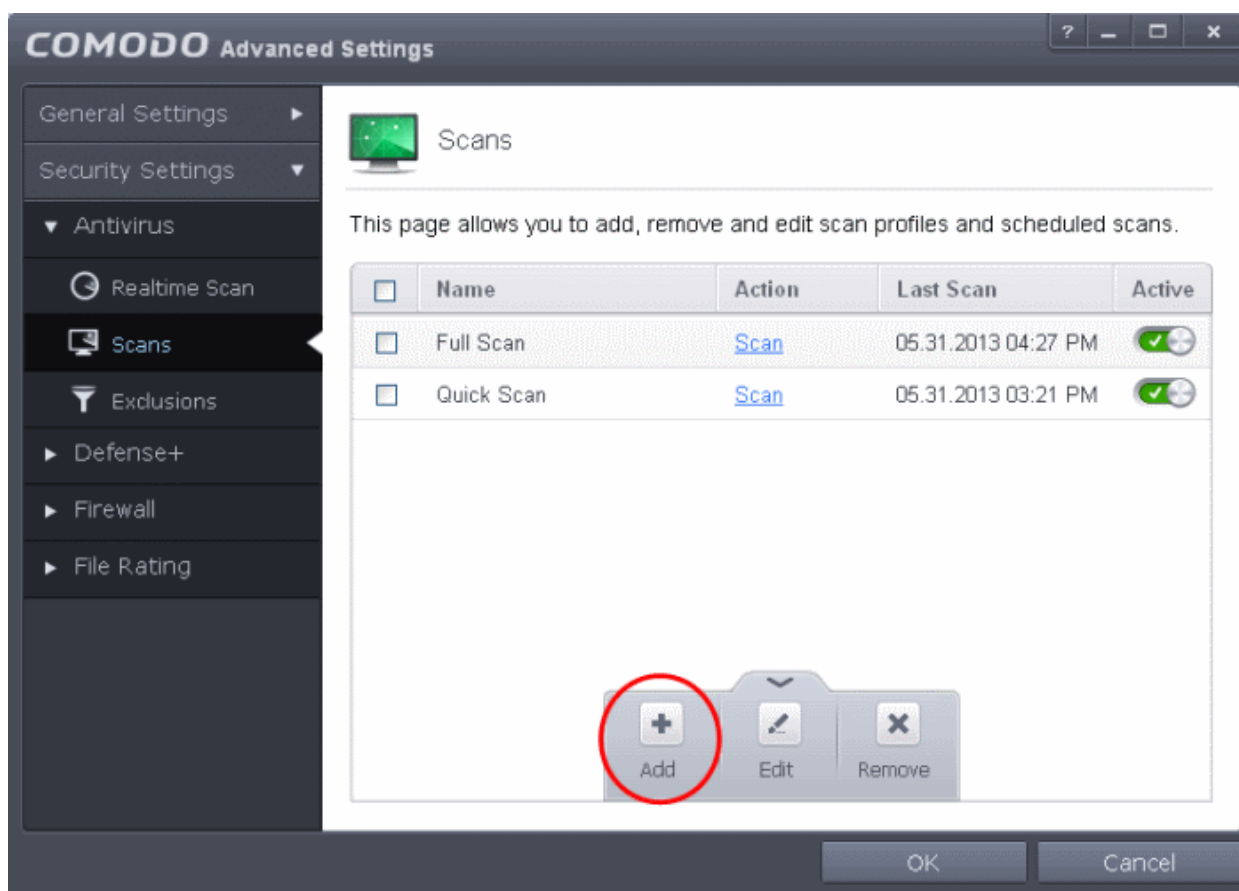 COMODO Advanced Settings
?
General Settings
Security Settings
Antivirus
Realtime Scan
Scans
Exclusions
Defense+
Firewall
File Rating
Scans
This page allows you to add, remove and edit scan profiles and scheduled scans.
Name Action Last Scan Active
Full Scan Scan 05.31.2013 04:27 PM
Quick Scan Scan 05.31.2013 03:21 PM
Add Edit Remove
OK Cancel